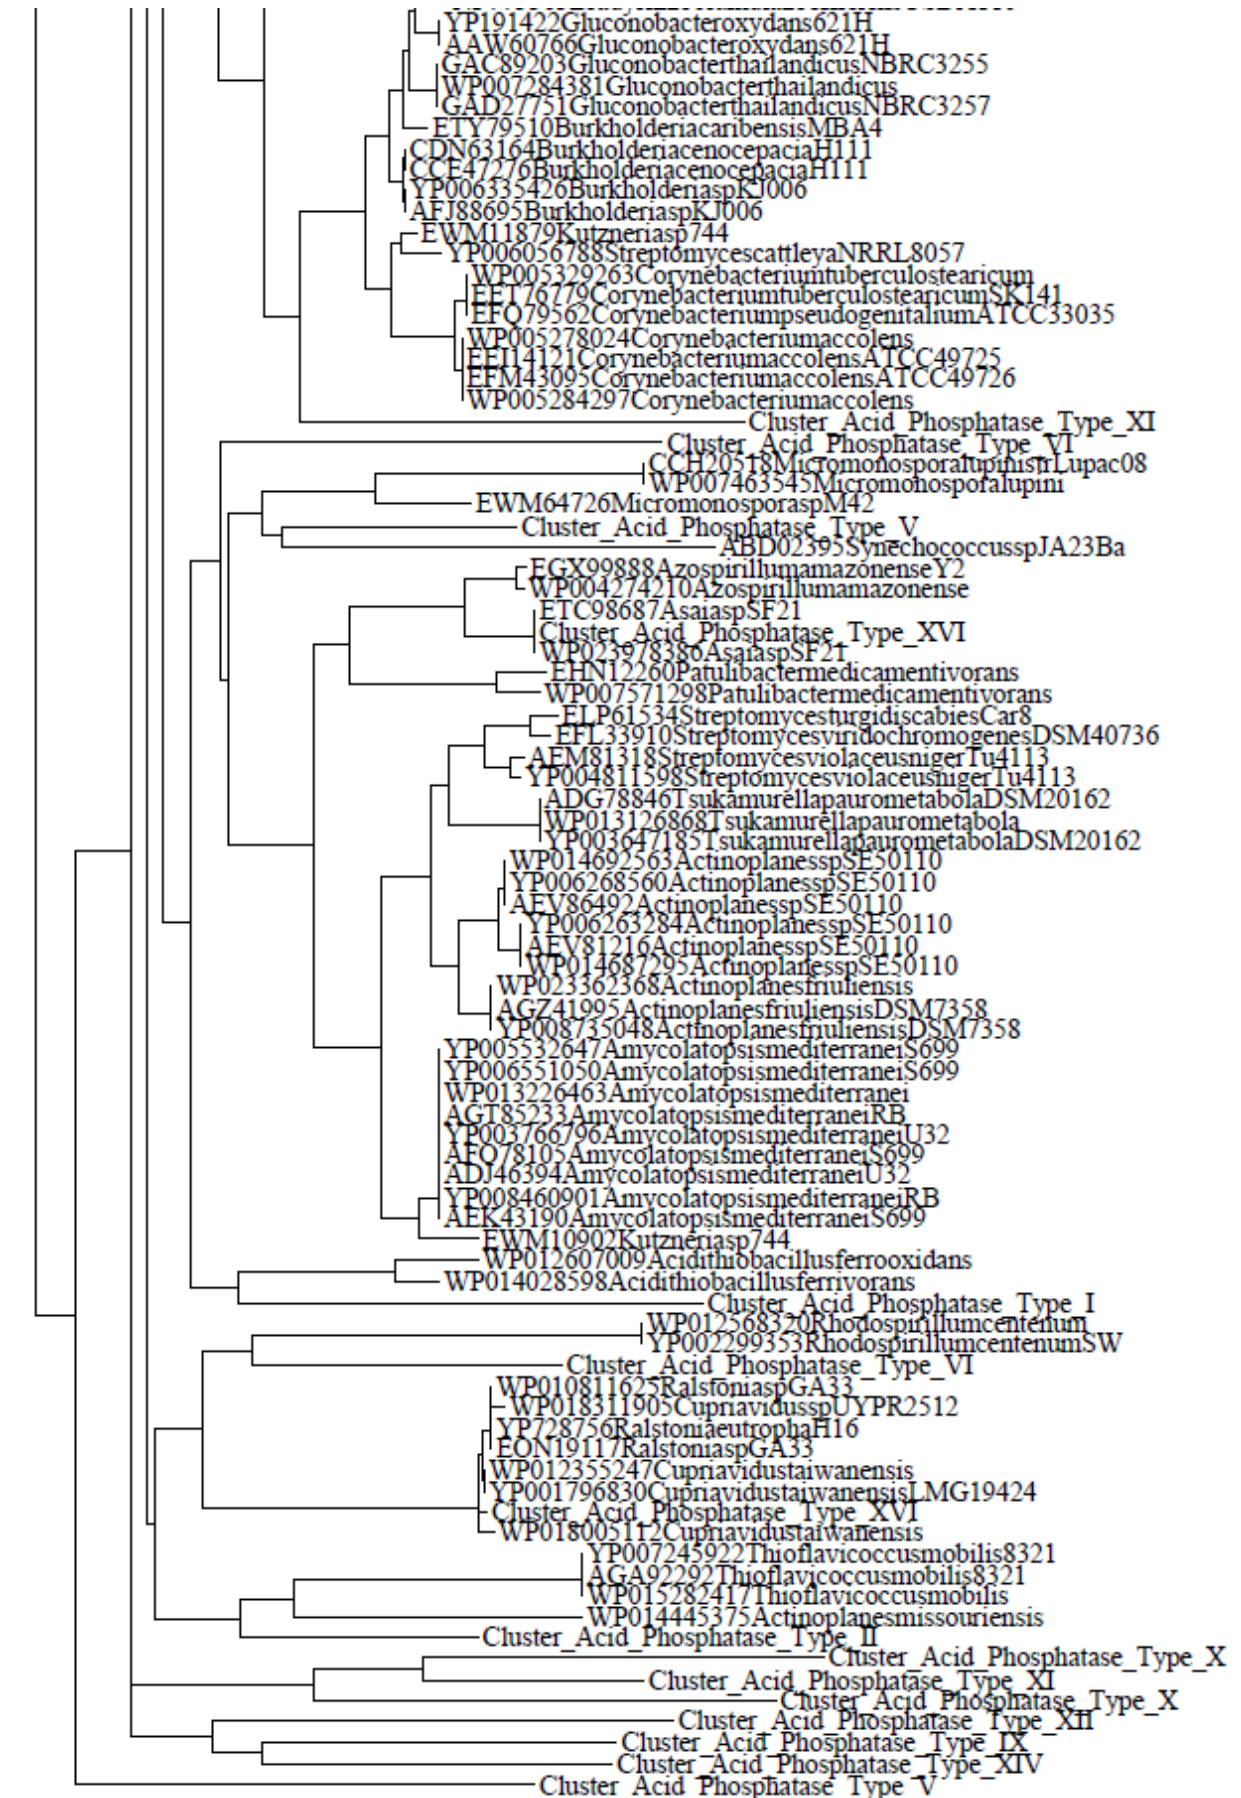 YP191422Gluconobacteroxydans621H
AAW60766Gluconobacteroxydans621H
GAC89203GluconobacterthailandicusNBRC3255
WP007284381Gluconobacterthailandicus
GAD27751GluconobacterthailandicusNBRC3257
ETY79510BurkholderiacaribensisMBA4
CDN63164BurkholderiacenocepaciaH111
CCE47276BurkholderiacenocepaciaH111
YP006335426BurkholderiaspKJ006
AFJ88695BurkholderiaspKJ006
EWM11879Kutzneriasp744
YP006056788StreptomycescattleyaNRRL8057
WP005329263Corynebacteriumtuberculostearicum
EET76779CorynebacteriumtuberculostearicumSK141
EFQ79562CorynebacteriumpseudogenitaliumATCC33035
WP005278024Corynebacteriumaccolens
EEI14121CorynebacteriumaccolensATCC49725
EFM43095CorynebacteriumaccolensATCC49726
WP005284297Corynebacteriumaccolens
Cluster_Acid_Phosphatase_Type_XI
Cluster_Acid_Phosphatase_Type_VI
CCH20518MicromonosporalupinistrLupac08
WP007463545Micromonosporalupini
EWM64726MicromonosporaspM42
Cluster_Acid_Phosphatase_Type_V
ABD02395SynechococcusspJA23Ba
EGX99888AzospirillumamazonenseY2
WP004274210Azospirillumamazonense
ETC98687AsaiaspSF21
Cluster_Acid_Phosphatase_Type_XVI
WP023978386AsaiaspSF21
EHN12260Patulibactermedicamentivorans
WP007571298Patulibactermedicamentivorans
ELP61534StreptomycesturgidiscabiesCar8
EFL33910StreptomycesviridochromogenesDSM40736
AEM81318StreptomycesviolaceusnigerTu4113
YP004811598StreptomycesviolaceusnigerTu4113
ADG78846TsukamurellapaurometabolaDSM20162
WP013126868Tsukamurellapaurometabola
YP003647185TsukamurellapaurometabolaDSM20162
WP014692563ActinoplanesspSE50110
YP006268560ActinoplanesspSE50110
AEV86492ActinoplanesspSE50110
YP006263284ActinoplanesspSE50110
AEV81216ActinoplanesspSE50110
WP014687295ActinoplanesspSE50110
WP023362368Actinoplanesfriuliensis
AGZ41995ActinoplanesfriuliensisDSM7358
YP008735048ActinoplanesfriuliensisDSM7358
YP005532647AmycolatopsismediterraneiS699
YP006551050AmycolatopsismediterraneiS699
WP013226463Amycolatopsismediterranei
AGT85233AmycolatopsismediterraneiRB
YP003766796AmycolatopsismediterraneiU32
AFQ78105AmycolatopsismediterraneiS699
ADJ46394AmycolatopsismediterraneiU32
YP008460901AmycolatopsismediterraneiRB
AEK43190AmycolatopsismediterraneiS699
EWM10902Kutzneriasp744
WP012607009Acidithiobacillusferrooxidans
WP014028598Acidithiobacillusferrivorans
Cluster_Acid_Phosphatase_Type_I
WP012568320Rhodospirillumcentenum
YP002299353RhodospirillumcentenumSW
Cluster_Acid_Phosphatase_Type_VI
WP010811625RalstoniaspGA33
WP018311905CupriavidusspUYPR2512
YP728756RalstoniaeutrophaH16
EON19117RalstoniaspGA33
WP012355247Cupriavidustaiwanensis
YP001796830CupriavidustaiwanensisLMG19424
Cluster_Acid_Phosphatase_Type_XVI
WP018005112Cupriavidustaiwanensis
YP007245922Thioflavicoccusmobilis8321
AGA92292Thioflavicoccusmobilis8321
WP015282417Thioflavicoccusmobilis
WP014445375Actinoplanesmissouriensis
Cluster_Acid_Phosphatase_Type_II
Cluster_Acid_Phosphatase_Type_X
Cluster_Acid_Phosphatase_Type_XI
Cluster_Acid_Phosphatase_Type_X
Cluster_Acid_Phosphatase_Type_XII
Cluster_Acid_Phosphatase_Type_IX
Cluster_Acid_Phosphatase_Type_XIV
Cluster_Acid_Phosphatase_Type_V